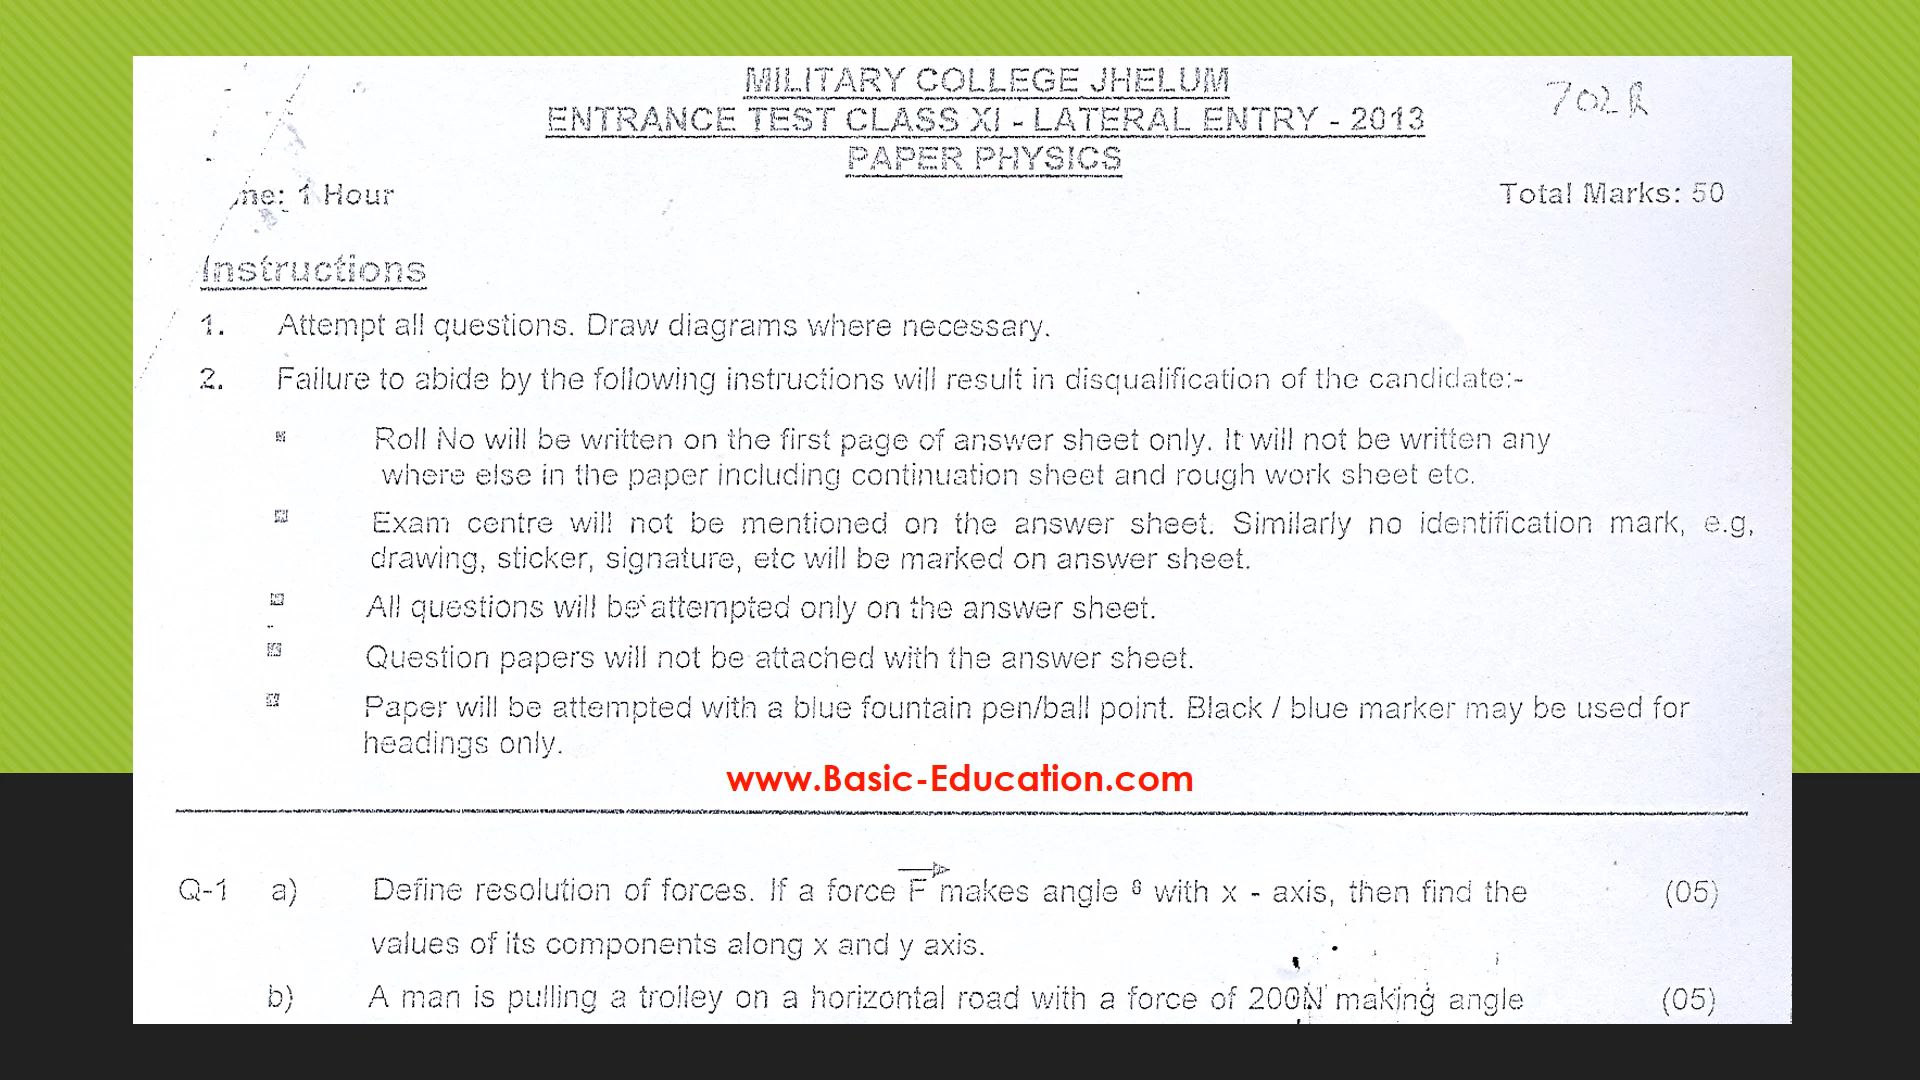 MILITARY COLLEGE JHELUM
702R
ENTRANCE TEST CLASS XI - LATERAL ENTRY - 2013
PAPER PHYSICS
me: 1 Hour
Total Marks: 50
Instructions
1. Attempt all questions. Draw diagrams where necessary.
2. Failure to abide by the following instructions will result in disqualification of the candidate:-
Roll No will be written on the first page of answer sheet only. It will not be written any
where else in the paper including continuation sheet and rough work sheet etc.
Exam centre will not be mentioned on the answer sheet. Similarly no identification mark, e.g,
drawing, sticker, signature, etc will be marked on answer sheet.
All questions will be attempted only on the answer sheet.
Question papers will not be attached with the answer sheet.
Paper will be attempted with a blue fountain pen/ball point. Black / blue marker may be used for
headings only.
www.Basic-Education.com
Q-1 a) Define resolution of forces. If a force F makes angle θ with x - axis, then find the (05)
values of its components along x and y axis.
b) A man is pulling a trolley on a horizontal road with a force of 200N making angle (05)